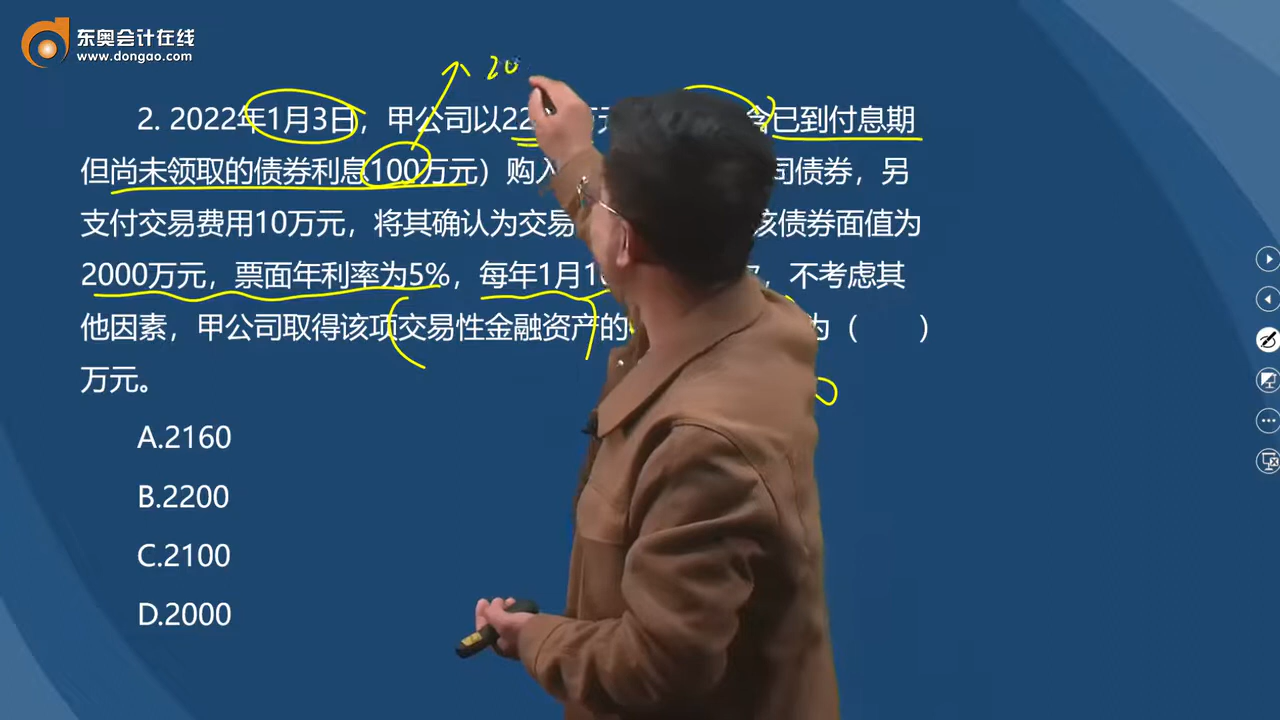 东奥会计在线
www.dongao.com
20
2. 2022年1月3日，甲公司以22 含已到付息期
但尚未领取的债券利息100万元）购入 司债券，另
支付交易费用10万元，将其确认为交易 该债券面值为
2000万元，票面年利率为5%，每年1月1 ，不考虑其
他因素，甲公司取得该项交易性金融资产的 为（ ）
万元。
A.2160
B.2200
C.2100
D.2000